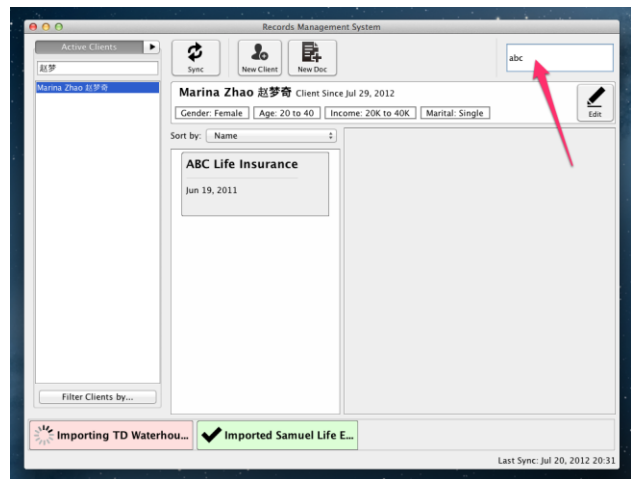 Records Management System
Active Clients
赵梦
Marina Zhao 赵梦奇
Filter Clients by...
Sync
New Client
New Doc
abc
Marina Zhao 赵梦奇 Client Since Jul 29, 2012
Gender: Female Age: 20 to 40 Income: 20K to 40K Marital: Single
Edit
Sort by: Name
ABC Life Insurance
Jun 19, 2011
Importing TD Waterhou...
Imported Samuel Life E...
Last Sync: Jul 20, 2012 20:31